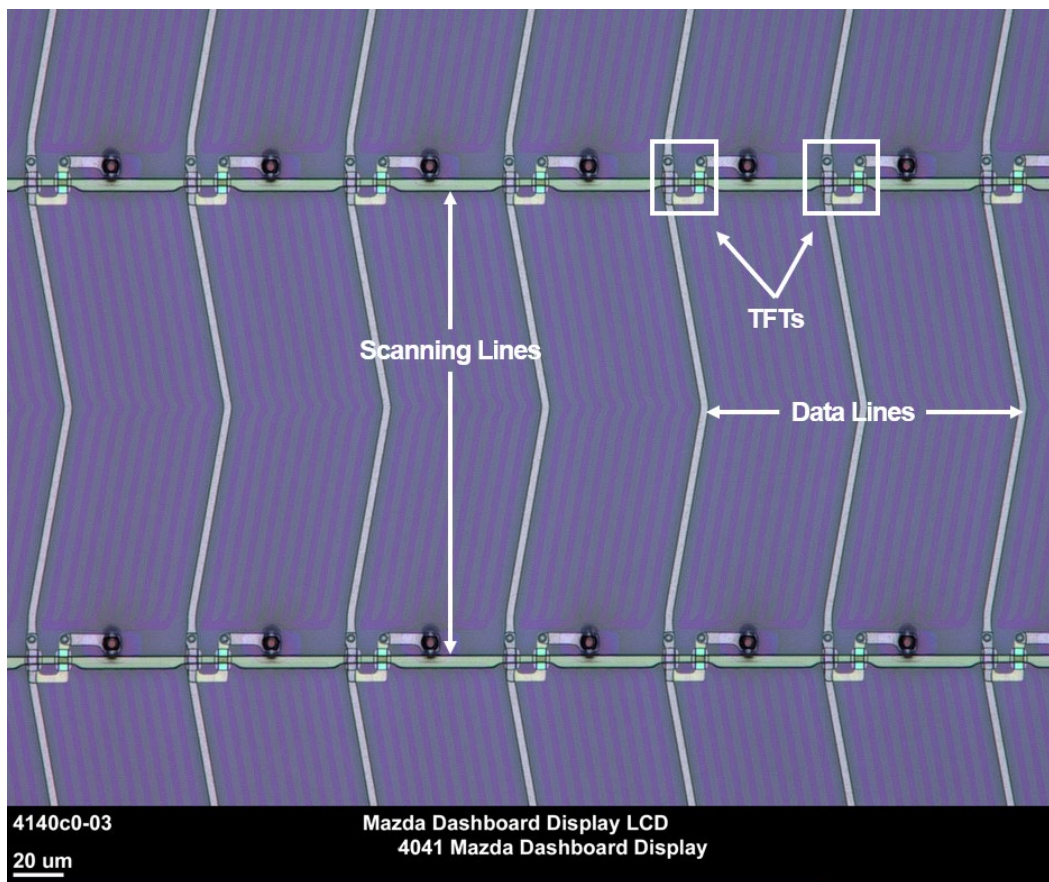 TFTs
Scanning Lines
Data Lines
4140c0-03
Mazda Dashboard Display LCD
4041 Mazda Dashboard Display
20 um